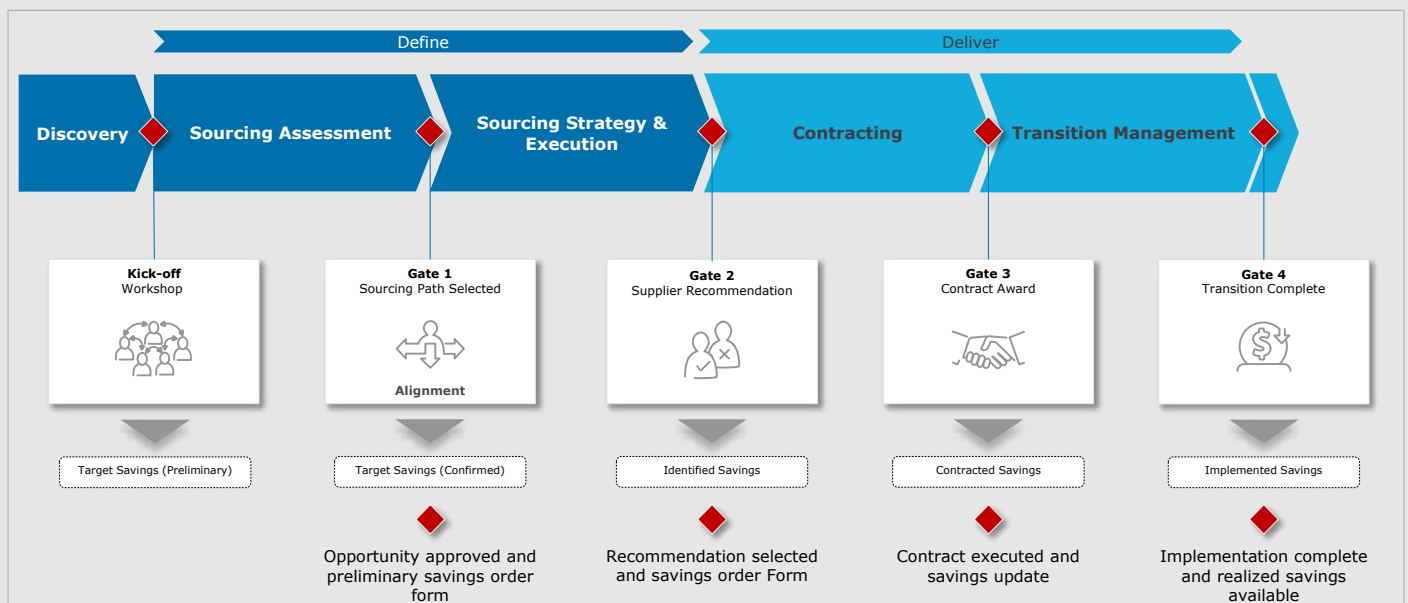 Define
Deliver
Discovery
Sourcing Assessment
Sourcing Strategy &
Execution
Contracting
Transition Management
Kick-off
Workshop
Gate 1
Sourcing Path Selected
Alignment
Gate 2
Supplier Recommendation
Gate 3
Contract Award
Gate 4
Transition Complete
$
Target Savings (Preliminary)
Target Savings (Confirmed)
Identified Savings
Contracted Savings
Implemented Savings
Opportunity approved and
preliminary savings order
form
Recommendation selected
and savings order Form
Contract executed and
savings update
Implementation complete
and realized savings
available